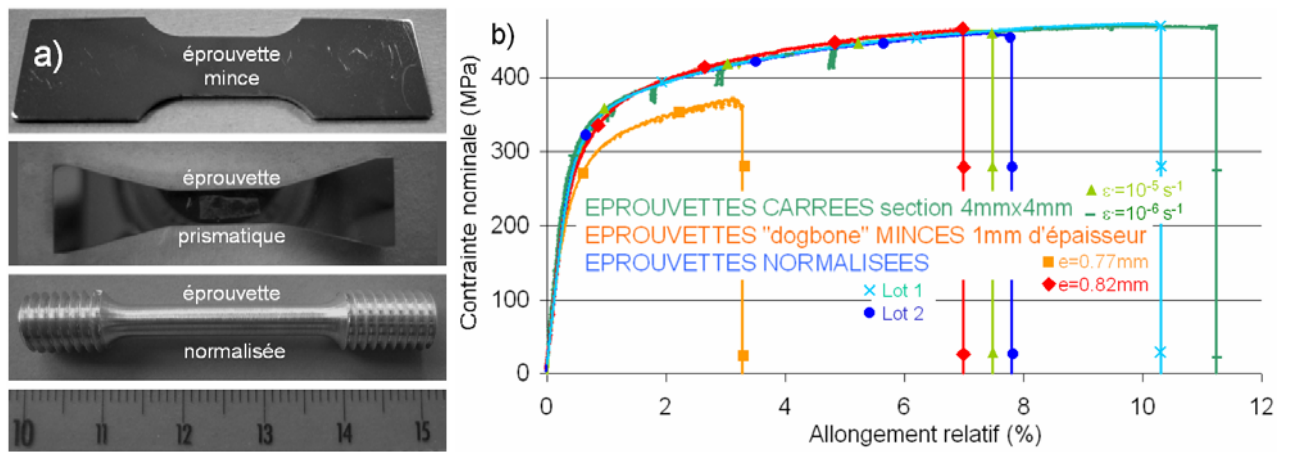 a)
éprouvette
mince
éprouvette
prismatique
éprouvette
normalisée
10 11 12 13 14 15
b)
Contrainte nominale (MPa)
400
300
200
100
0
EPROUVETTES CARREES section 4mmx4mm
ε·=10⁻⁵ s⁻¹
ε·=10⁻⁶ s⁻¹
EPROUVETTES "dogbone" MINCES 1mm d'épaisseur
e=0.77mm
e=0.82mm
EPROUVETTES NORMALISEES
Lot 1
Lot 2
0 2 4 6 8 10 12
Allongement relatif (%)